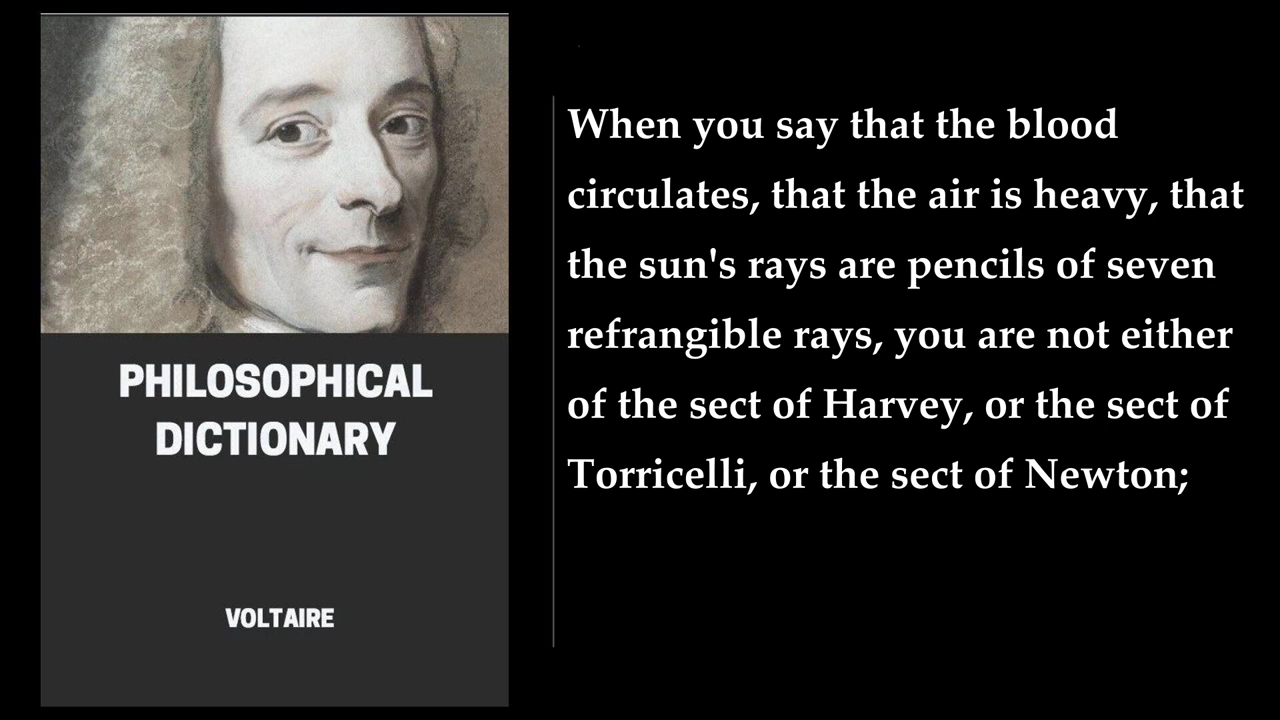 PHILOSOPHICAL
DICTIONARY
VOLTAIRE
When you say that the blood
circulates, that the air is heavy, that
the sun's rays are pencils of seven
refrangible rays, you are not either
of the sect of Harvey, or the sect of
Torricelli, or the sect of Newton;